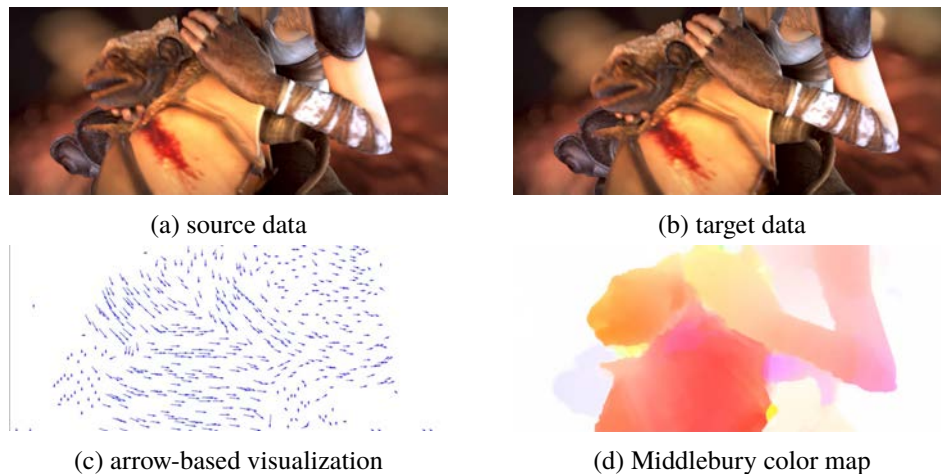 (a) source data
(b) target data
(c) arrow-based visualization
(d) Middlebury color map